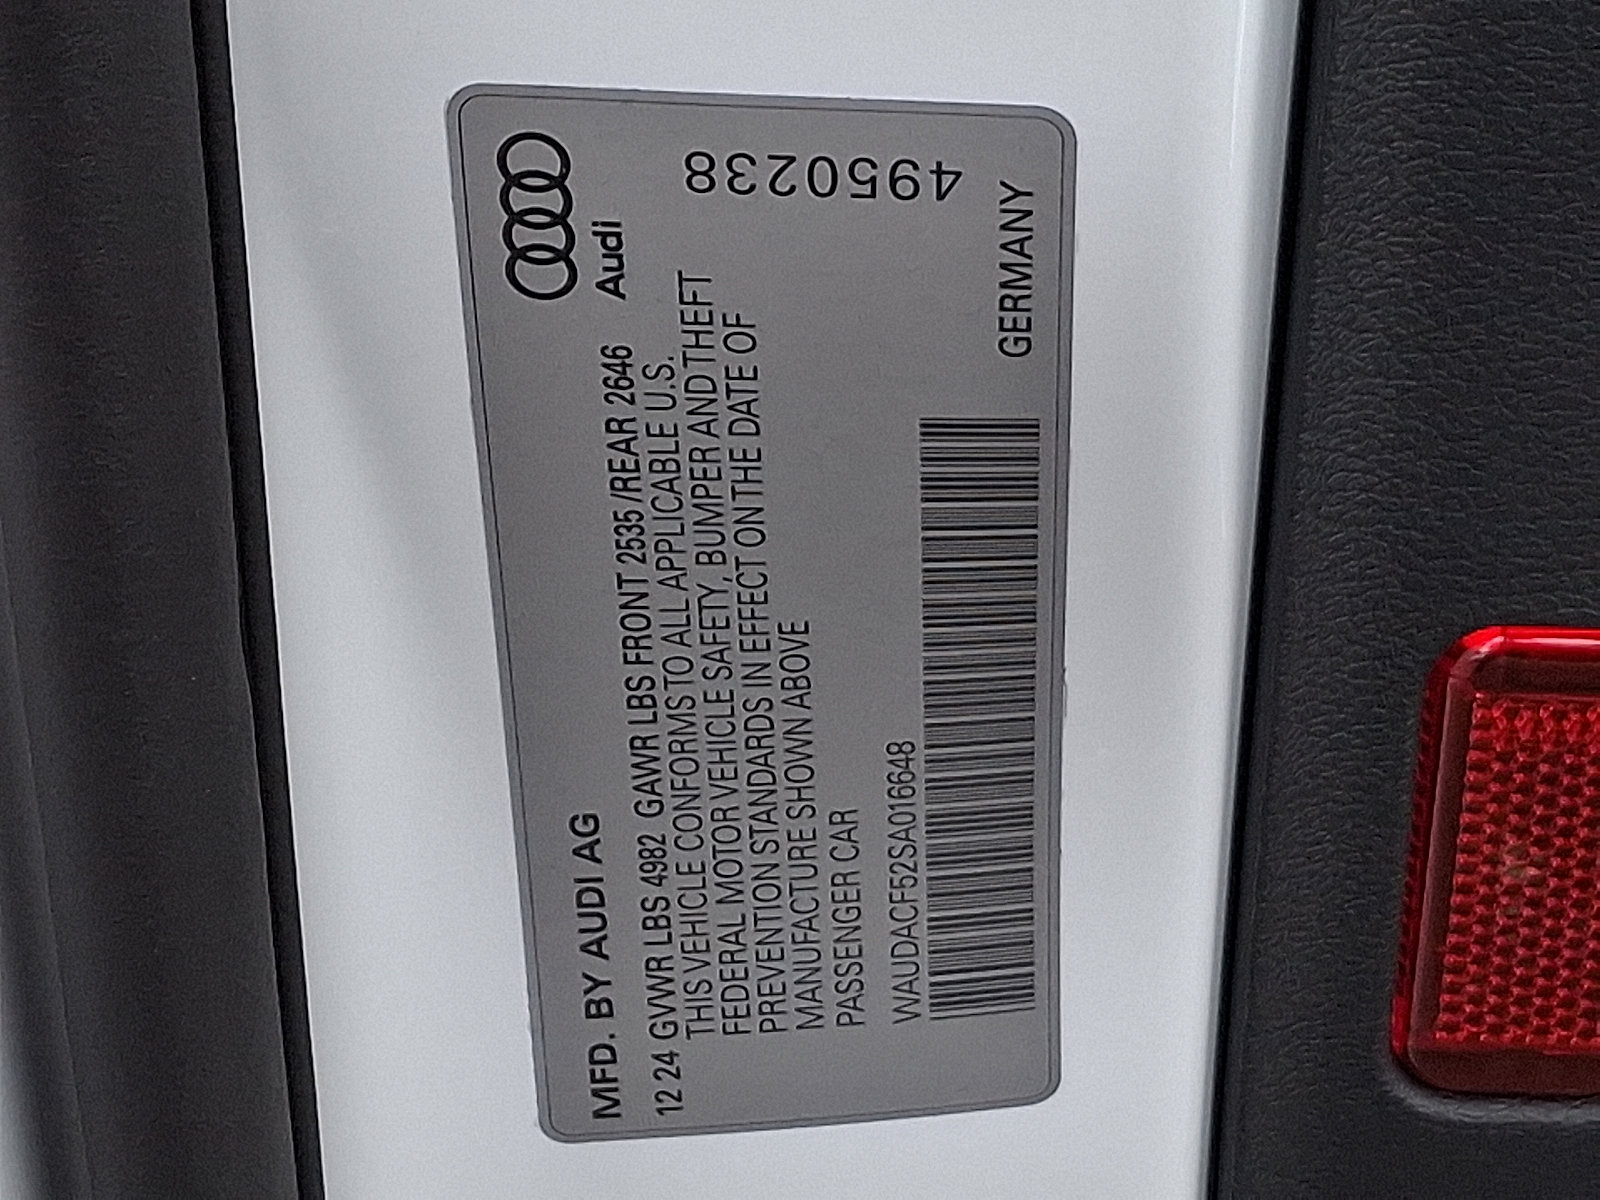 MFD. BY AUDI AG
Audi
12 24 GVWR LBS 4982 GAWR LBS FRONT 2535 /REAR 2646
THIS VEHICLE CONFORMS TO ALL APPLICABLE U.S.
FEDERAL MOTOR VEHICLE SAFETY, BUMPER AND THEFT
PREVENTION STANDARDS IN EFFECT ON THE DATE OF
MANUFACTURE SHOWN ABOVE
PASSENGER CAR
4950238
WAUDACF52SA016648
GERMANY